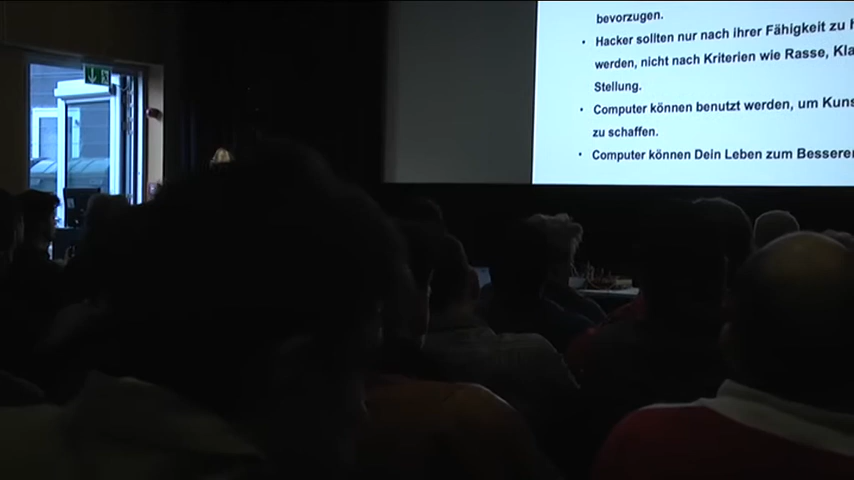 bevorzugen.
• Hacker sollten nur nach ihrer Fähigkeit zu
werden, nicht nach Kriterien wie Rasse,
Stellung.
• Computer können benutzt werden, um
zu schaffen.
• Computer können Dein Leben zum